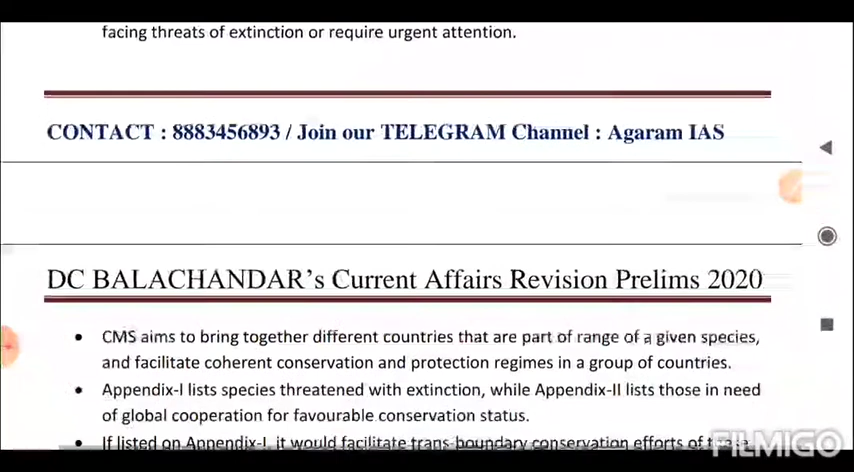 facing threats of extinction or require urgent attention.
CONTACT : 8883456893 / Join our TELEGRAM Channel : Agaram IAS
DC BALACHANDAR's Current Affairs Revision Prelims 2020
• CMS aims to bring together different countries that are part of range of a given species,
and facilitate coherent conservation and protection regimes in a group of countries.
• Appendix-I lists species threatened with extinction, while Appendix-II lists those in need
of global cooperation for favourable conservation status.
• If listed on Appendix-I, it would facilitate trans-boundary conservation efforts of these
FILMIGO